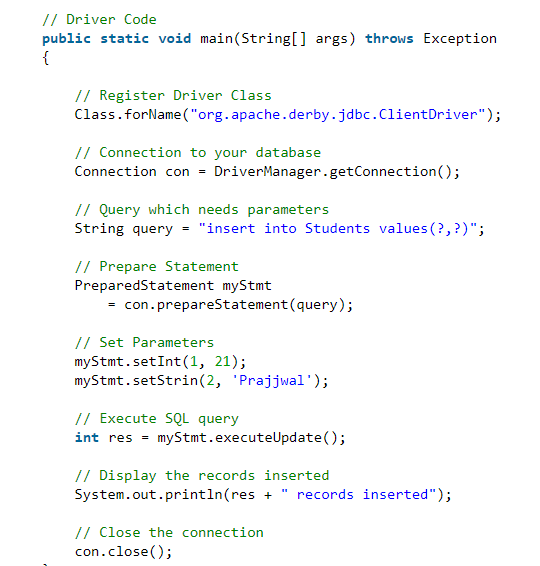 // Driver Code
public static void main(String[] args) throws Exception
{
// Register Driver Class
Class.forName("org.apache.derby.jdbc.ClientDriver");
// Connection to your database
Connection con = DriverManager.getConnection();
// Query which needs parameters
String query = "insert into Students values(?,?)";
// Prepare Statement
PreparedStatement myStmt
= con.prepareStatement(query);
// Set Parameters
myStmt.setInt(1, 21);
myStmt.setStrin(2, 'Prajjwal');
// Execute SQL query
int res = myStmt.executeUpdate();
// Display the records inserted
System.out.println(res + " records inserted");
// Close the connection
con.close();